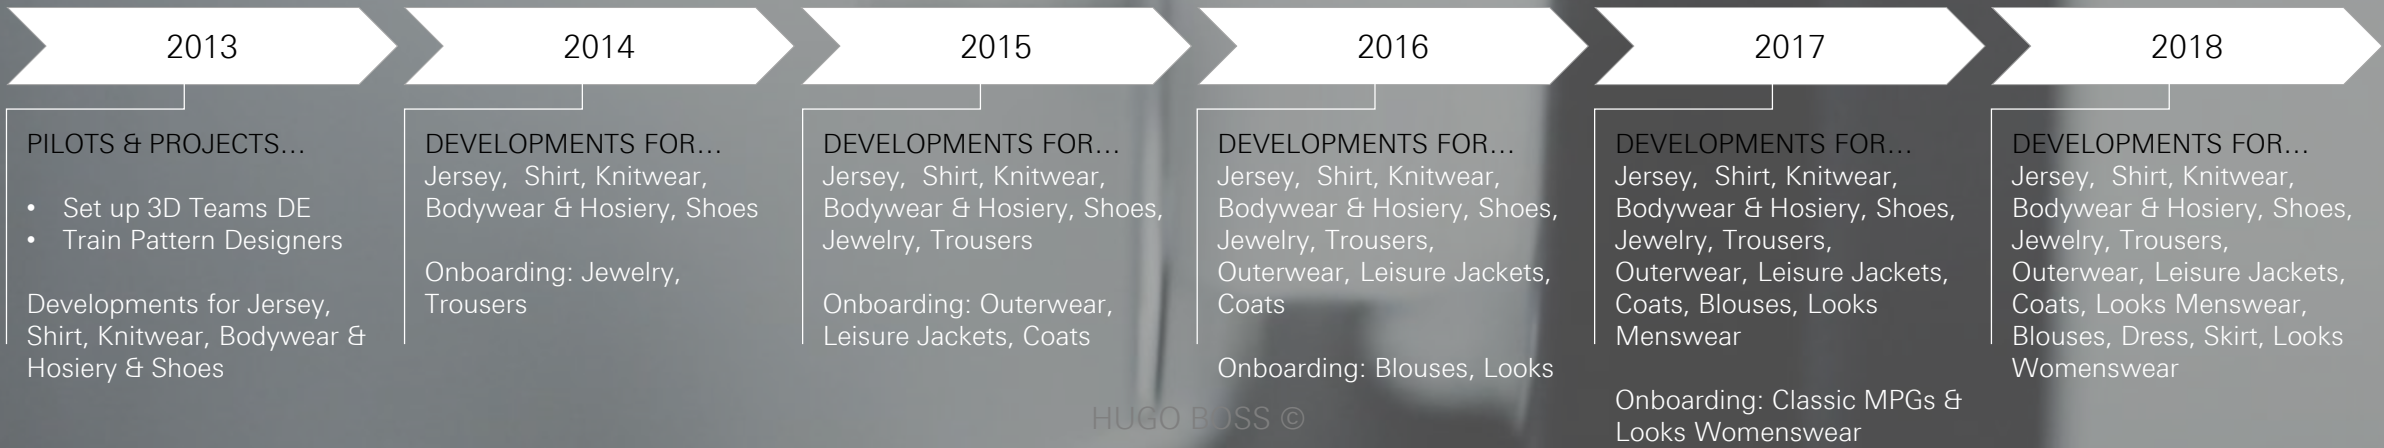 2013
PILOTS & PROJECTS...
• Set up 3D Teams DE
• Train Pattern Designers
Developments for Jersey,
Shirt, Knitwear, Bodywear &
Hosiery & Shoes
2014
DEVELOPMENTS FOR...
Jersey, Shirt, Knitwear,
Bodywear & Hosiery, Shoes
Onboarding: Jewelry,
Trousers
2015
DEVELOPMENTS FOR...
Jersey, Shirt, Knitwear,
Bodywear & Hosiery, Shoes,
Jewelry, Trousers
Onboarding: Outerwear,
Leisure Jackets, Coats
2016
DEVELOPMENTS FOR...
Jersey, Shirt, Knitwear,
Bodywear & Hosiery, Shoes,
Jewelry, Trousers,
Outerwear, Leisure Jackets,
Coats
Onboarding: Blouses, Looks
2017
DEVELOPMENTS FOR...
Jersey, Shirt, Knitwear,
Bodywear & Hosiery, Shoes,
Jewelry, Trousers,
Outerwear, Leisure Jackets,
Coats, Blouses, Looks
Menswear
Onboarding: Classic MPGs &
Looks Womenswear
2018
DEVELOPMENTS FOR...
Jersey, Shirt, Knitwear,
Bodywear & Hosiery, Shoes,
Jewelry, Trousers,
Outerwear, Leisure Jackets,
Coats, Looks Menswear,
Blouses, Dress, Skirt, Looks
Womenswear
HUGO BOSS ©